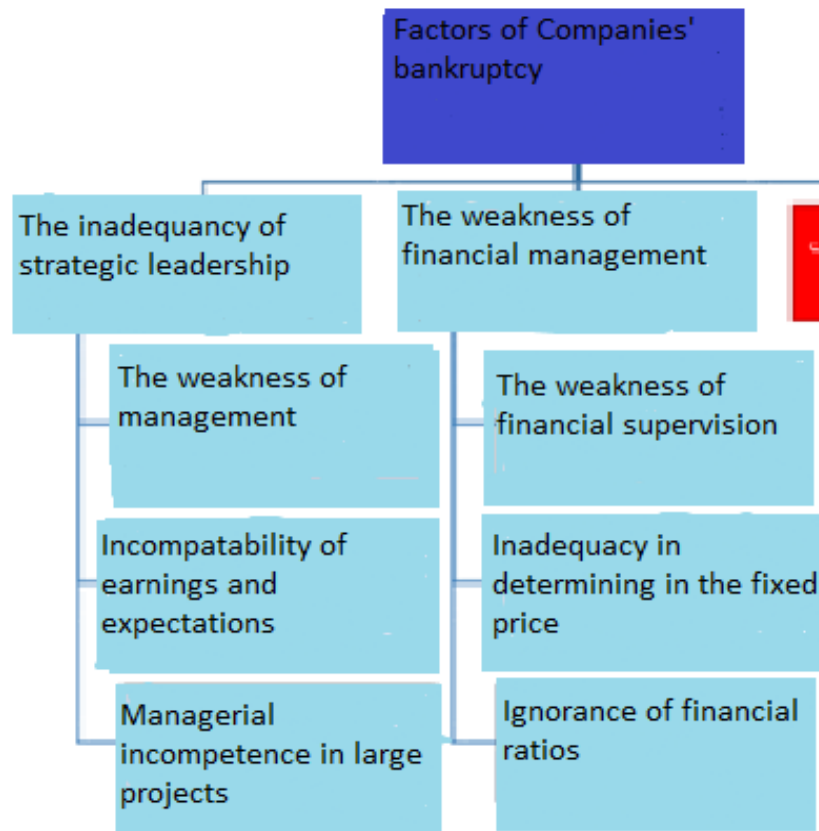 Factors of Companies'
bankruptcy
The inadequancy of
strategic leadership
The weakness of
financial management
The weakness of
management
The weakness of
financial supervision
Incompatability of
earnings and
expectations
Inadequacy in
determining in the fixed
price
Managerial
incompetence in large
projects
Ignorance of financial
ratios